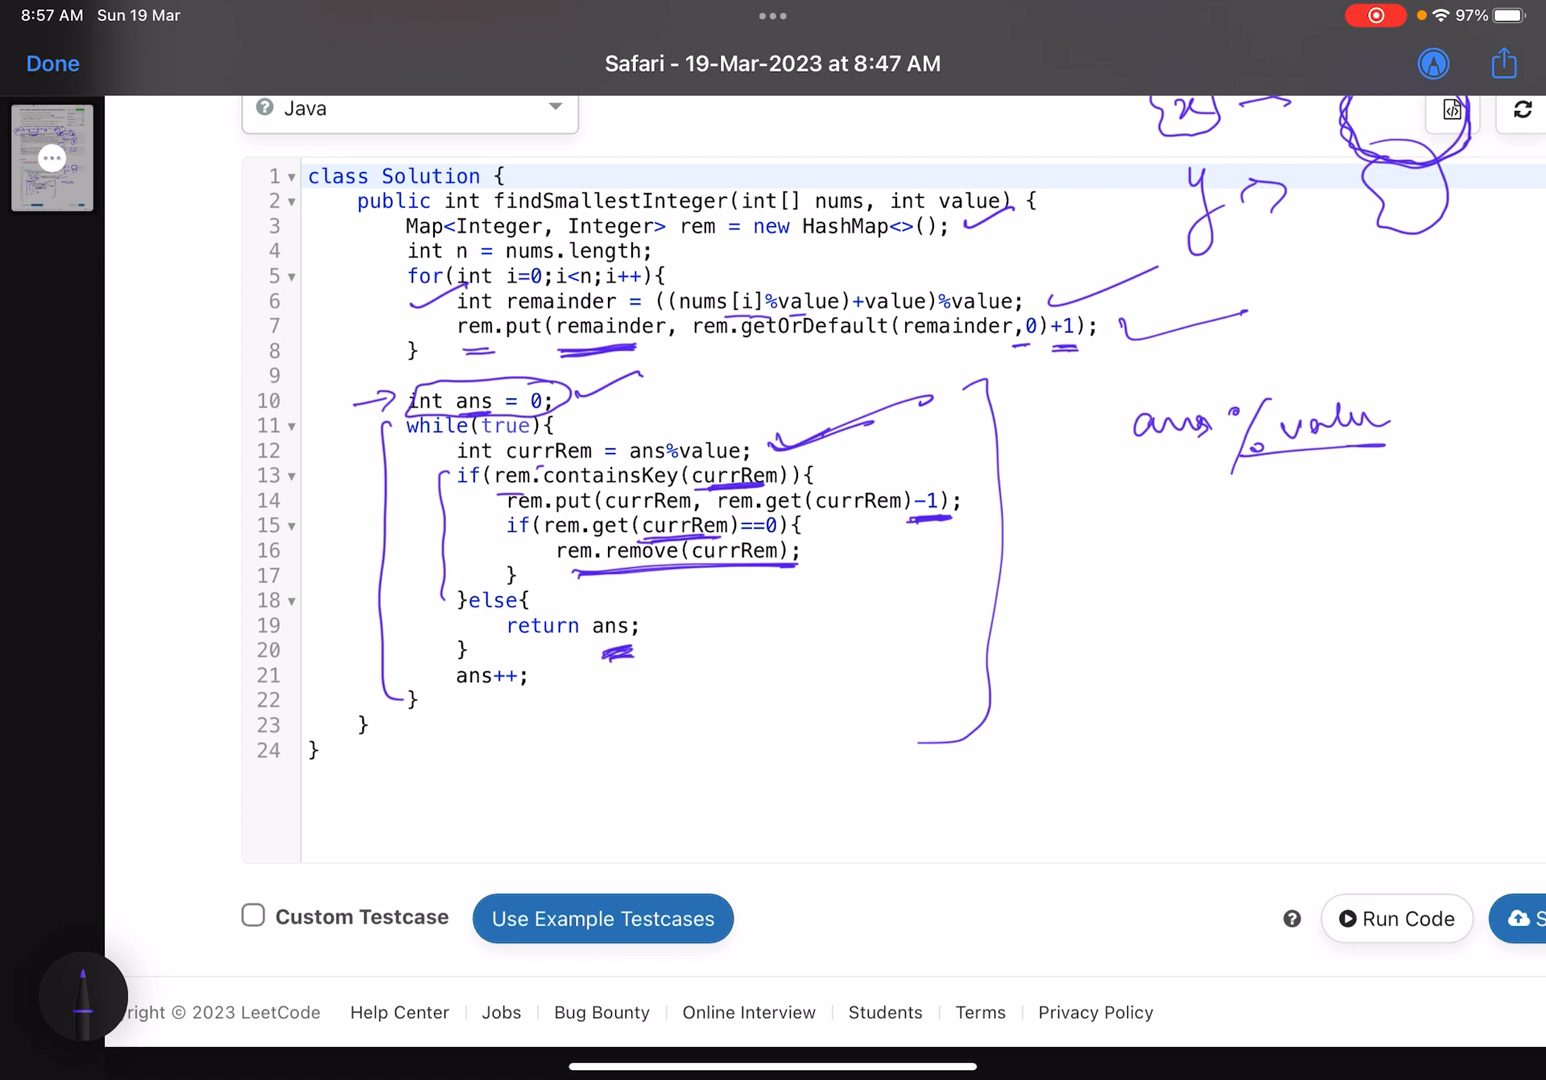 8:57 AM Sun 19 Mar
97%
Done
Safari - 19-Mar-2023 at 8:47 AM
Java
{x}
y
1 class Solution {
2 public int findSmallestInteger(int[] nums, int value) {
3 Map<Integer, Integer> rem = new HashMap<>();
4 int n = nums.length;
5 for(int i=0;i<n;i++){
6 int remainder = ((nums[i]%value)+value)%value;
7 rem.put(remainder, rem.getOrDefault(remainder,0)+1);
8 }
9
10 int ans = 0;
11 while(true){
ans % value
12 int currRem = ans%value;
13 if(rem.containsKey(currRem)){
14 rem.put(currRem, rem.get(currRem)-1);
15 if(rem.get(currRem)==0){
16 rem.remove(currRem);
17 }
18 }else{
19 return ans;
20 }
21 ans++;
22 }
23 }
24 }
Custom Testcase
Use Example Testcases
Run Code
S
right © 2023 LeetCode
Help Center
Jobs
Bug Bounty
Online Interview
Students
Terms
Privacy Policy